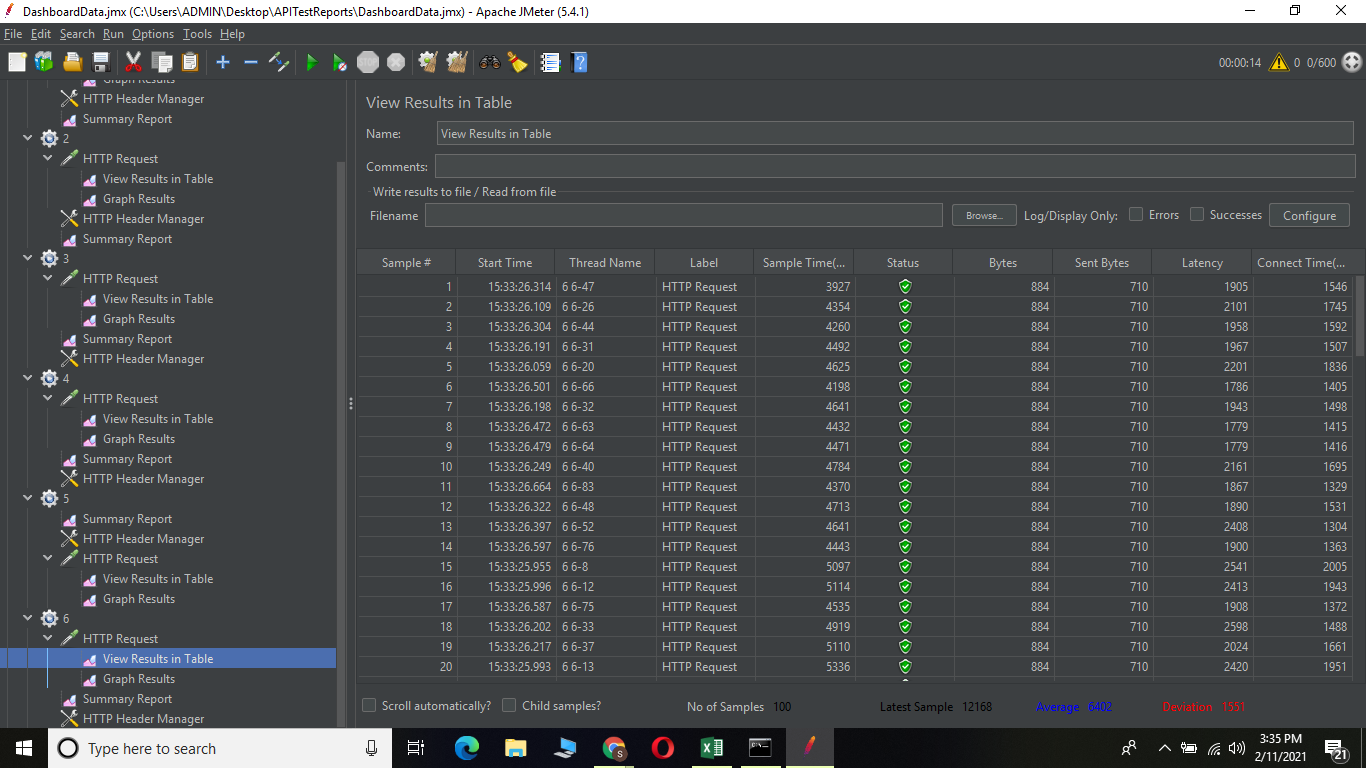 DashboardData.jmx (C:\Users\ADMIN\Desktop\APITestReports\DashboardData.jmx) - Apache JMeter (5.4.1)
File Edit Search Run Options Tools Help
STOP
00:00:14 0 0/600
Graph Results
HTTP Header Manager
Summary Report
2
HTTP Request
View Results in Table
Graph Results
HTTP Header Manager
Summary Report
3
HTTP Request
View Results in Table
Graph Results
Summary Report
HTTP Header Manager
4
HTTP Request
View Results in Table
Graph Results
Summary Report
HTTP Header Manager
5
Summary Report
HTTP Header Manager
HTTP Request
View Results in Table
Graph Results
6
HTTP Request
View Results in Table
Graph Results
Summary Report
HTTP Header Manager
View Results in Table
Name: View Results in Table
Comments:
Write results to file / Read from file
Filename Browse... Log/Display Only: Errors Successes Configure
Sample # Start Time Thread Name Label Sample Time(... Status Bytes Sent Bytes Latency Connect Time(...
1 15:33:26.314 6 6-47 HTTP Request 3927 884 710 1905 1546
2 15:33:26.109 6 6-26 HTTP Request 4354 884 710 2101 1745
3 15:33:26.304 6 6-44 HTTP Request 4260 884 710 1958 1592
4 15:33:26.191 6 6-31 HTTP Request 4492 884 710 1967 1507
5 15:33:26.059 6 6-20 HTTP Request 4625 884 710 2201 1836
6 15:33:26.501 6 6-66 HTTP Request 4198 884 710 1786 1405
7 15:33:26.198 6 6-32 HTTP Request 4641 884 710 1943 1498
8 15:33:26.472 6 6-63 HTTP Request 4432 884 710 1779 1415
9 15:33:26.479 6 6-64 HTTP Request 4471 884 710 1779 1416
10 15:33:26.249 6 6-40 HTTP Request 4784 884 710 2161 1695
11 15:33:26.664 6 6-83 HTTP Request 4370 884 710 1867 1329
12 15:33:26.322 6 6-48 HTTP Request 4713 884 710 1890 1531
13 15:33:26.397 6 6-52 HTTP Request 4641 884 710 2408 1304
14 15:33:26.597 6 6-76 HTTP Request 4443 884 710 1900 1363
15 15:33:25.955 6 6-8 HTTP Request 5097 884 710 2541 2005
16 15:33:25.996 6 6-12 HTTP Request 5114 884 710 2413 1943
17 15:33:26.587 6 6-75 HTTP Request 4535 884 710 1908 1372
18 15:33:26.202 6 6-33 HTTP Request 4919 884 710 2598 1488
19 15:33:26.217 6 6-37 HTTP Request 5110 884 710 2024 1661
20 15:33:25.993 6 6-13 HTTP Request 5336 884 710 2420 1951
Scroll automatically? Child samples? No of Samples 100 Latest Sample 12168 Average 6402 Deviation 1551
Type here to search
S
3:35 PM
2/11/2021
21